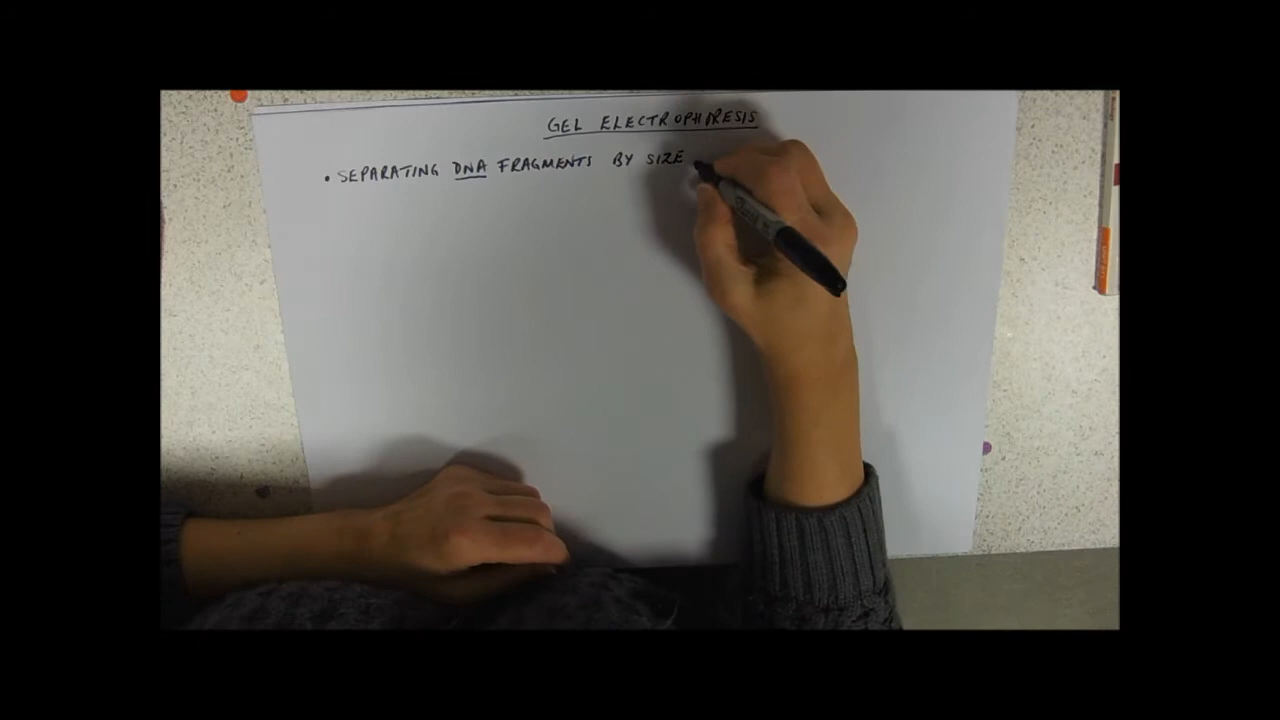 GEL ELECTROPHORESIS
• SEPARATING DNA FRAGMENTS BY SIZE